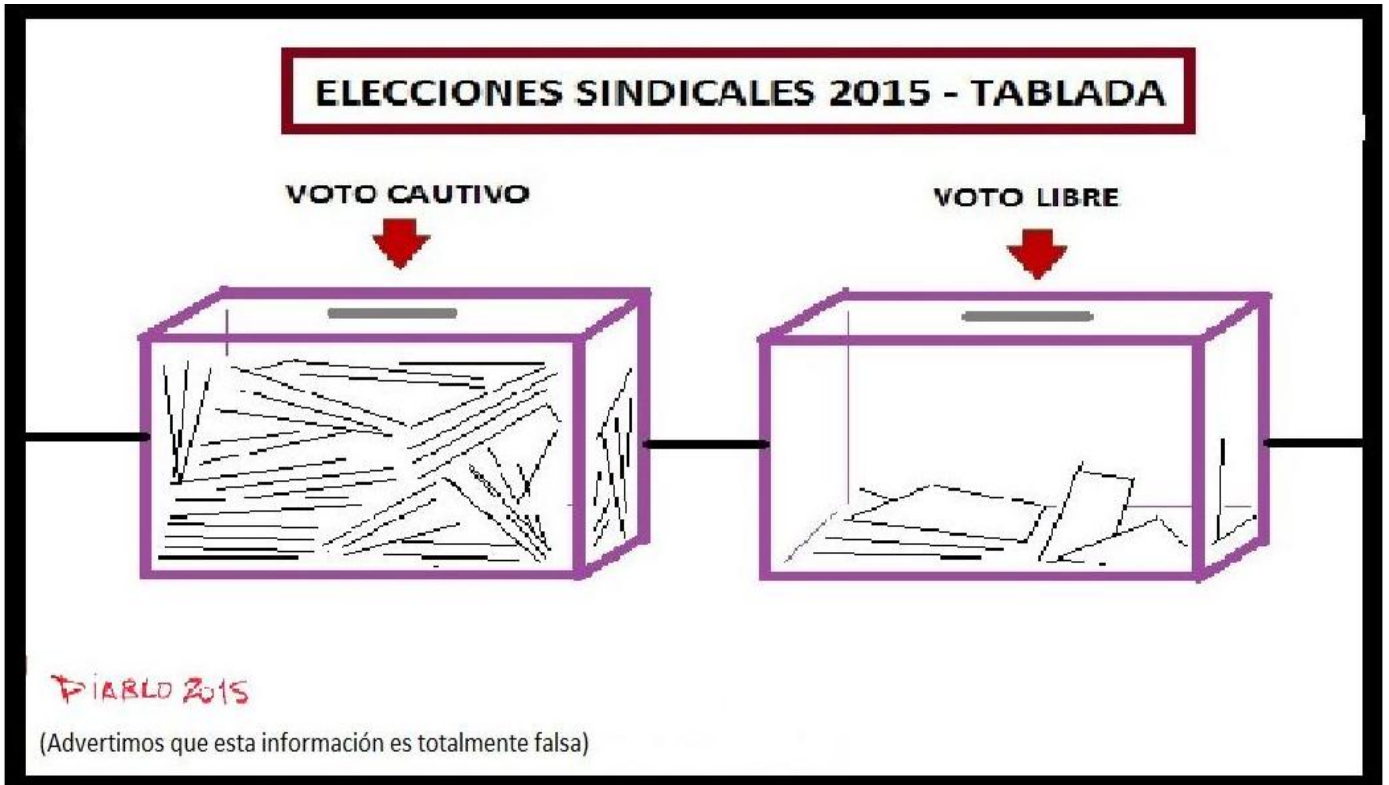 ELECCIONES SINDICALES 2015 - TABLADA
VOTO CAUTIVO
VOTO LIBRE
DIABLO 2015
(Advertimos que esta información es totalmente falsa)